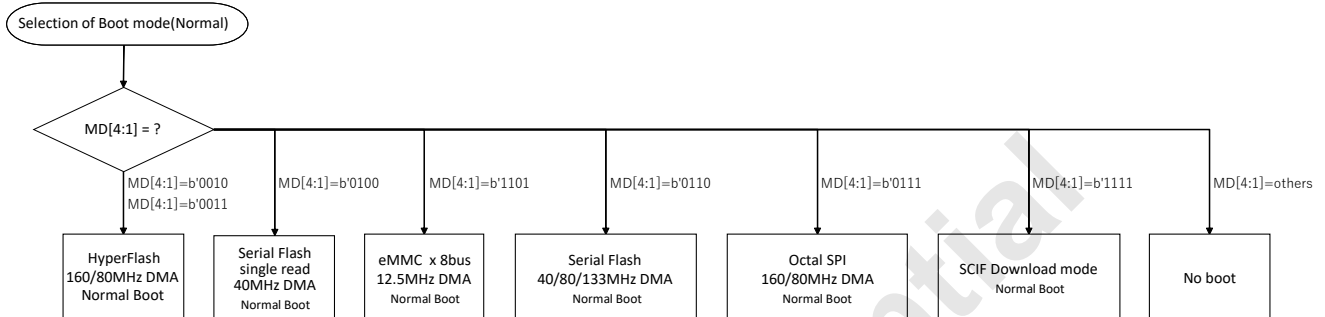 Selection of Boot mode(Normal)
MD[4:1] = ?
MD[4:1]=b'0010
MD[4:1]=b'0011
MD[4:1]=b'0100
MD[4:1]=b'1101
MD[4:1]=b'0110
MD[4:1]=b'0111
MD[4:1]=b'1111
MD[4:1]=others
HyperFlash
160/80MHz DMA
Normal Boot
Serial Flash
single read
40MHz DMA
Normal Boot
eMMC x 8bus
12.5MHz DMA
Normal Boot
Serial Flash
40/80/133MHz DMA
Normal Boot
Octal SPI
160/80MHz DMA
Normal Boot
SCIF Download mode
Normal Boot
No boot
ntial